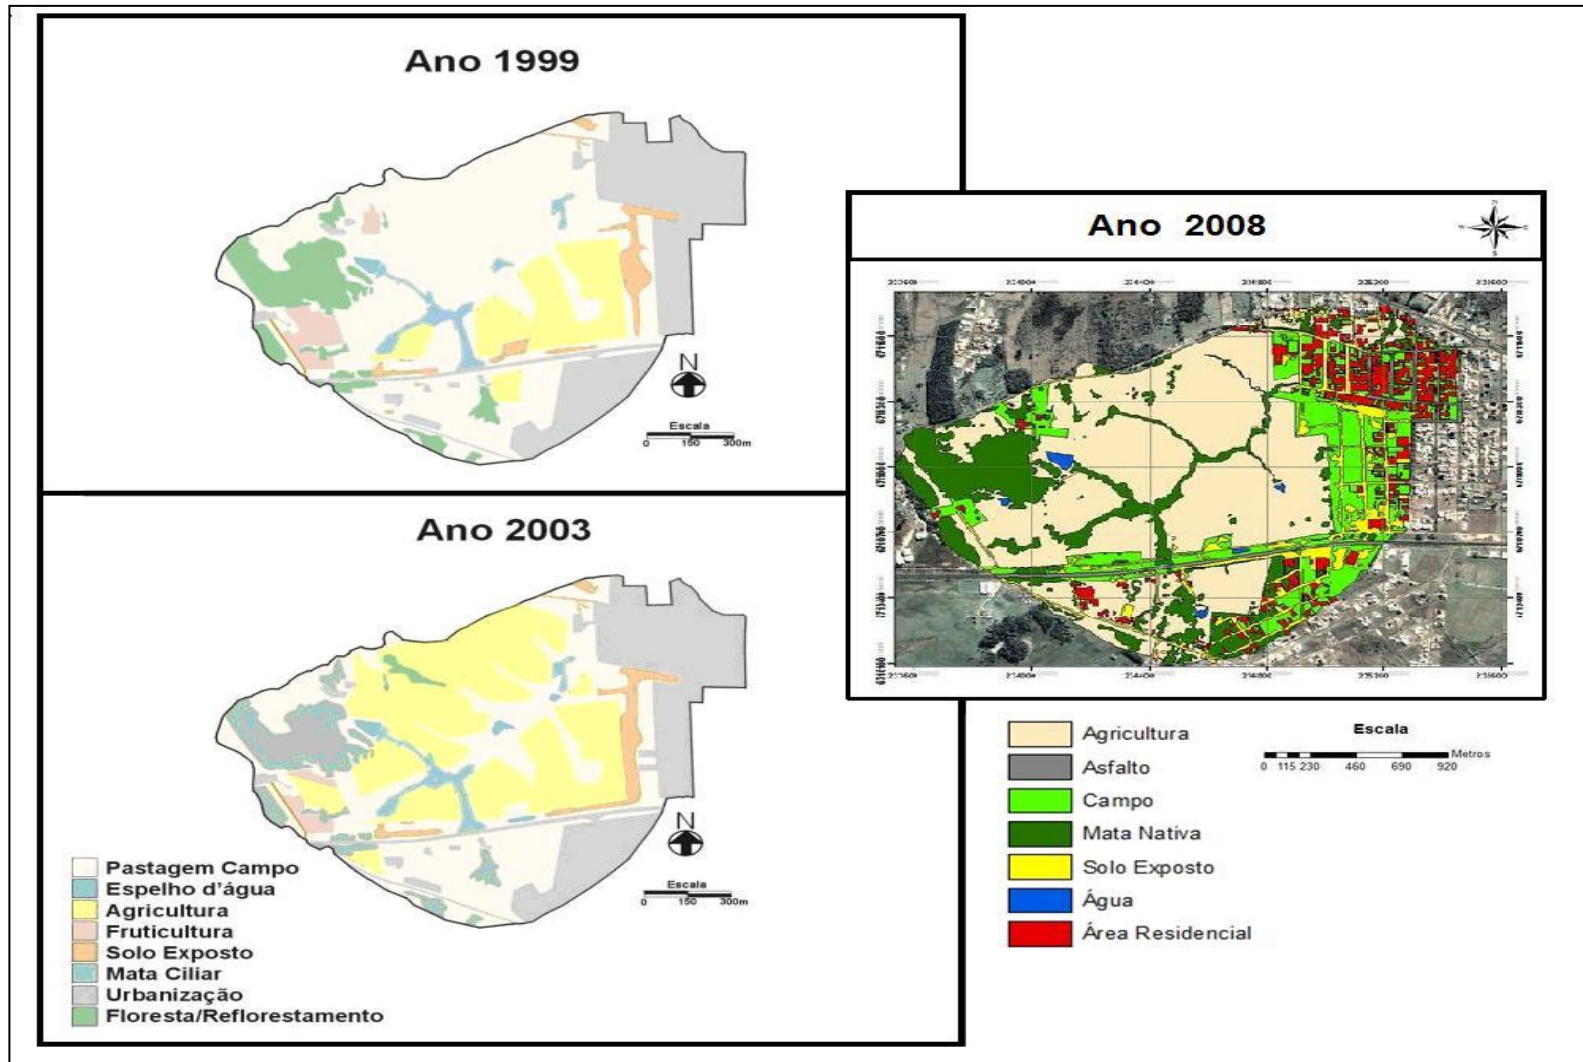 Ano 1999
N
Escala
0 150 300m
Ano 2003
N
Escala
0 150 300m
Pastagem Campo
Espelho d'água
Agricultura
Fruticultura
Solo Exposto
Mata Ciliar
Urbanização
Floresta/Reflorestamento
Ano 2008
Agricultura
Asfalto
Campo
Mata Nativa
Solo Exposto
Água
Área Residencial
Escala
0 115 230 460 690 920 Metros